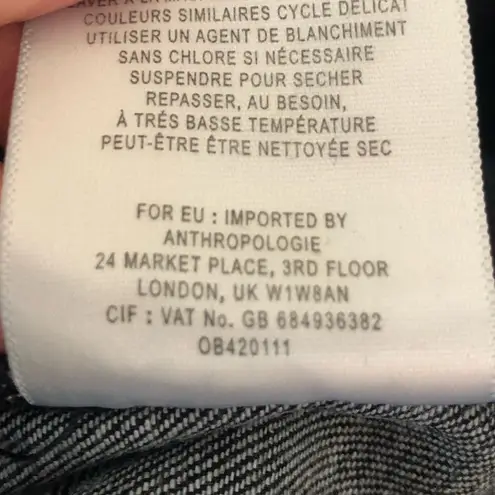 COULEURS SIMILAIRES CYCLE DÉLICAT
UTILISER UN AGENT DE BLANCHIMENT
SANS CHLORE SI NÉCESSAIRE
SUSPENDRE POUR SECHER
REPASSER, AU BESOIN,
À TRÉS BASSE TEMPÉRATURE
PEUT-ÊTRE ÊTRE NETTOYÉE SEC
FOR EU : IMPORTED BY
ANTHROPOLOGIE
24 MARKET PLACE, 3RD FLOOR
LONDON, UK W1W8AN
CIF : VAT No. GB 684936382
OB420111